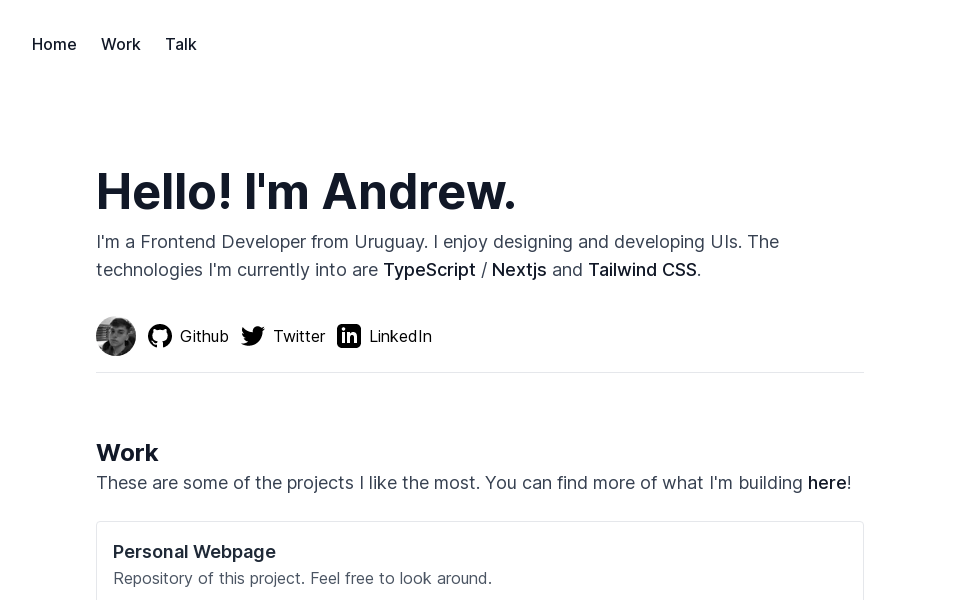 Home Work Talk
Hello! I'm Andrew.
I'm a Frontend Developer from Uruguay. I enjoy designing and developing UIs. The
technologies I'm currently into are TypeScript / Nextjs and Tailwind CSS.
Github Twitter LinkedIn
Work
These are some of the projects I like the most. You can find more of what I'm building here!
Personal Webpage
Repository of this project. Feel free to look around.